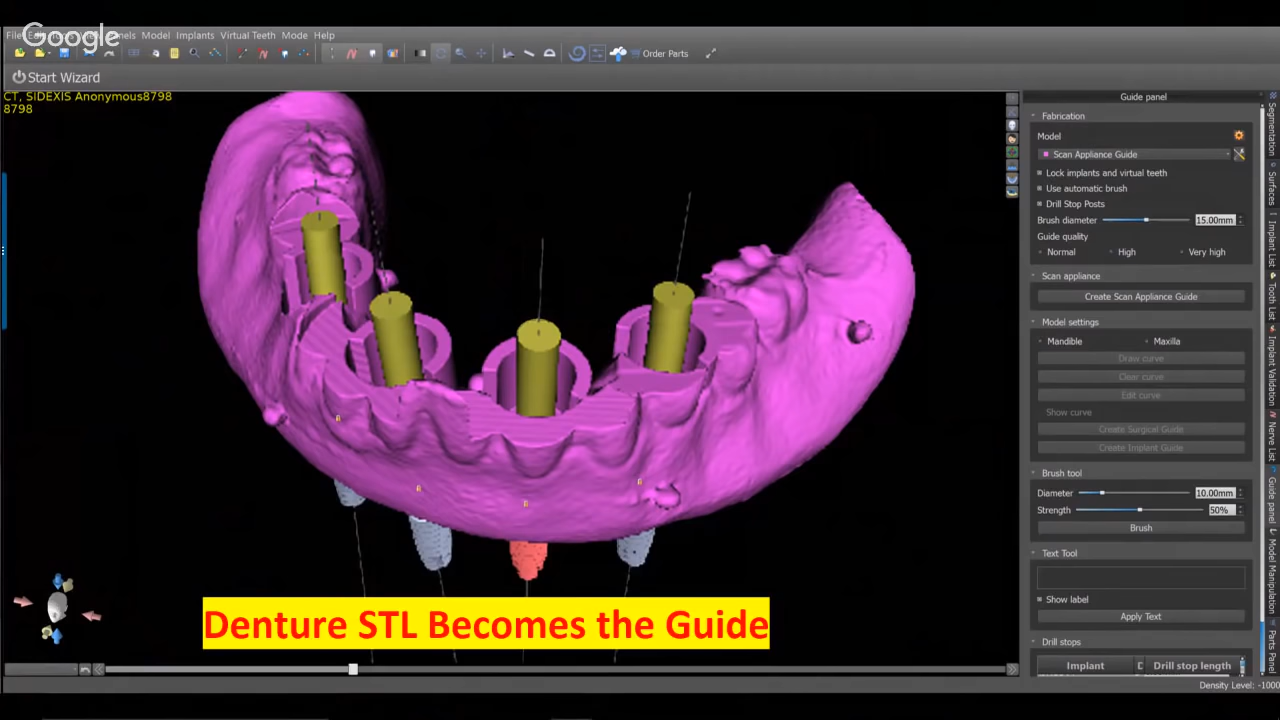 Google
File Edit Tools Panels Model Implants Virtual Teeth Mode Help
Order Parts
Start Wizard
CT, SIDEXIS Anonymous8798
8798
Guide panel
Fabrication
Model
Scan Appliance Guide
Lock implants and virtual teeth
Use automatic brush
Drill Stop Posts
Brush diameter 15.00mm
Guide quality
Normal High Very high
Scan appliance
Create Scan Appliance Guide
Model settings
Mandible Maxilla
Draw curve
Clear curve
Edit curve
Show curve
Create Surgical Guide
Create Implant Guide
Brush tool
Diameter 10.00mm
Strength 50%
Brush
Text Tool
Show label
Apply Text
Drill stops
Implant D Drill stop length
Segmentation
Surfaces
Implant List
Tooth List
Implant Validation
Nerve List
Guide panel
Model Manipulation
Parts Panel
Denture STL Becomes the Guide
Density Level: -1000